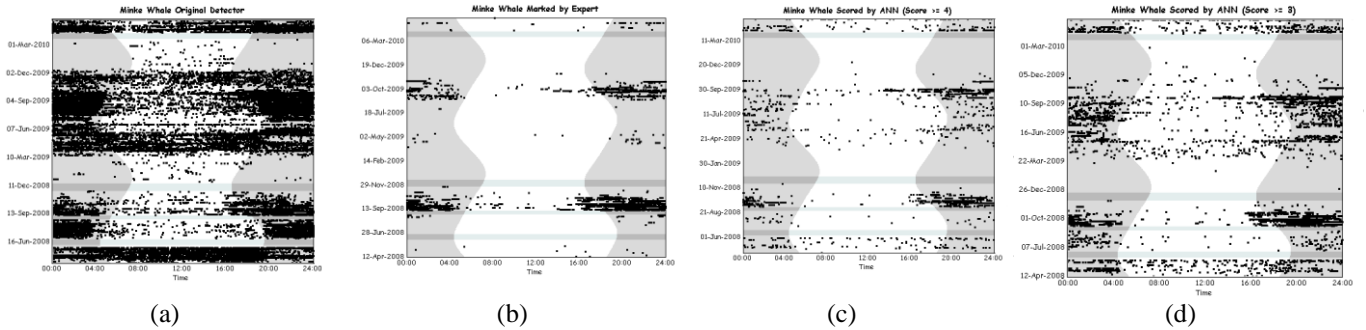 Minke Whale Original Detector
01-Mar-2010
02-Dec-2009
04-Sep-2009
07-Jun-2009
10-Mar-2009
11-Dec-2008
13-Sep-2008
16-Jun-2008
00:00 04:00 08:00 12:00 16:00 20:00 24:00
Time
(a)
Minke Whale Marked by Expert
06-Mar-2010
19-Dec-2009
03-Oct-2009
18-Jul-2009
02-May-2009
14-Feb-2009
29-Nov-2008
13-Sep-2008
28-Jun-2008
12-Apr-2008
00:00 04:00 08:00 12:00 16:00 20:00 24:00
Time
(b)
Minke Whale Scored by ANN (Score >= 4)
11-Mar-2010
20-Dec-2009
30-Sep-2009
11-Jul-2009
21-Apr-2009
30-Jan-2009
10-Nov-2008
21-Aug-2008
01-Jun-2008
00:00 04:00 08:00 12:00 16:00 20:00 24:00
Time
(c)
Minke Whale Scored by ANN (Score >= 3)
01-Mar-2010
05-Dec-2009
10-Sep-2009
16-Jun-2009
22-Mar-2009
26-Dec-2008
01-Oct-2008
07-Jul-2008
12-Apr-2008
00:00 04:00 08:00 12:00 16:00 20:00 24:00
Time
(d)